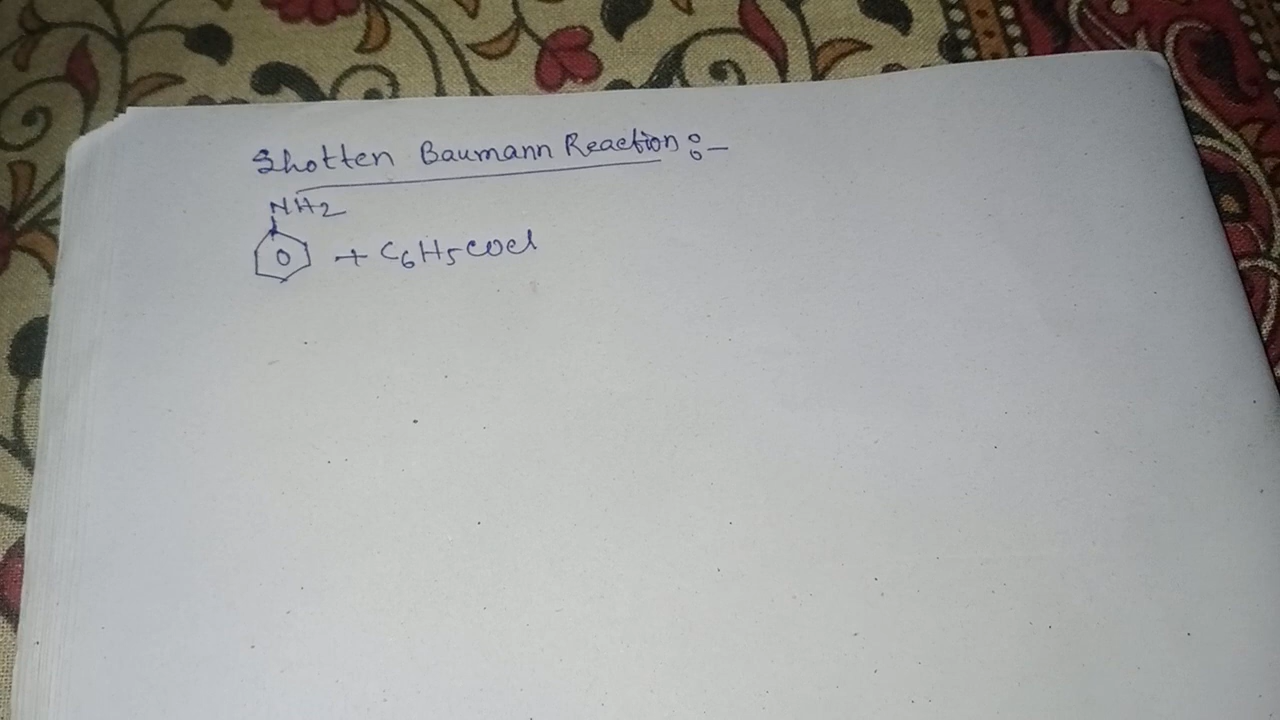 Shotten Baumann Reaction :-
NH2
+ C6H5COCl